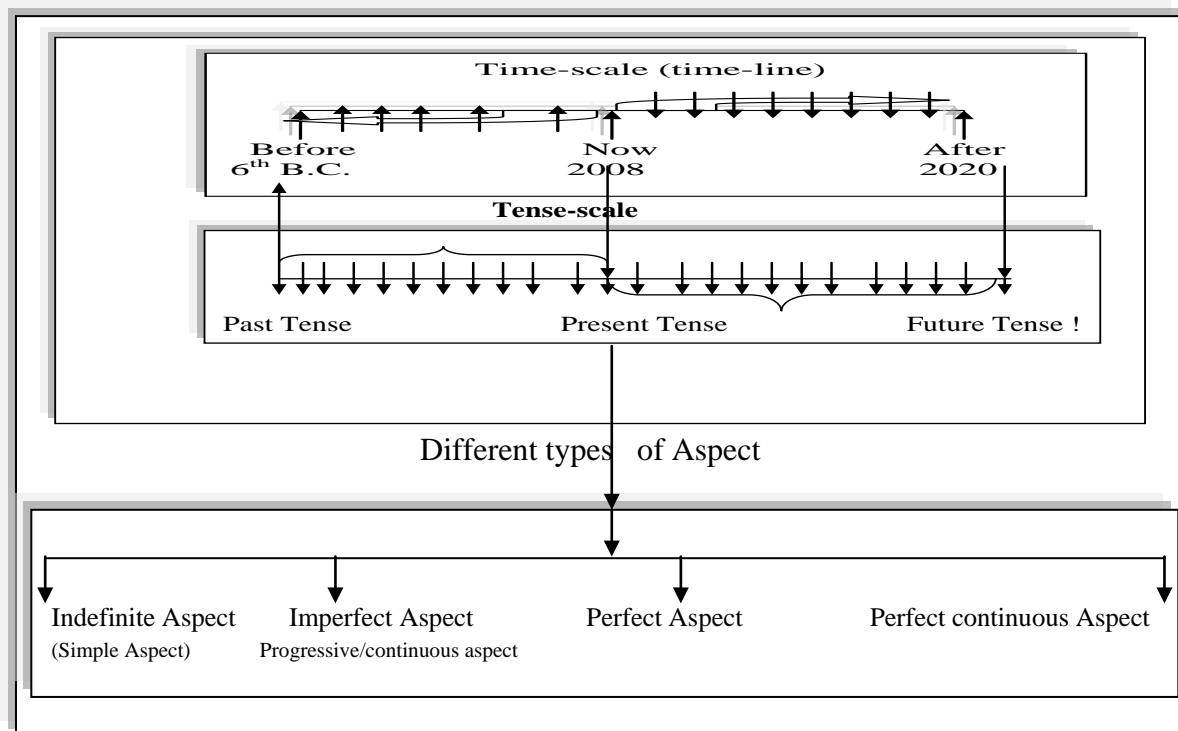 Time-scale (time-line)
Before Now After
6th B.C. 2008 2020
Tense-scale
Past Tense Present Tense Future Tense !
Different types of Aspect
Indefinite Aspect Imperfect Aspect Perfect Aspect Perfect continuous Aspect
(Simple Aspect) Progressive/continuous aspect